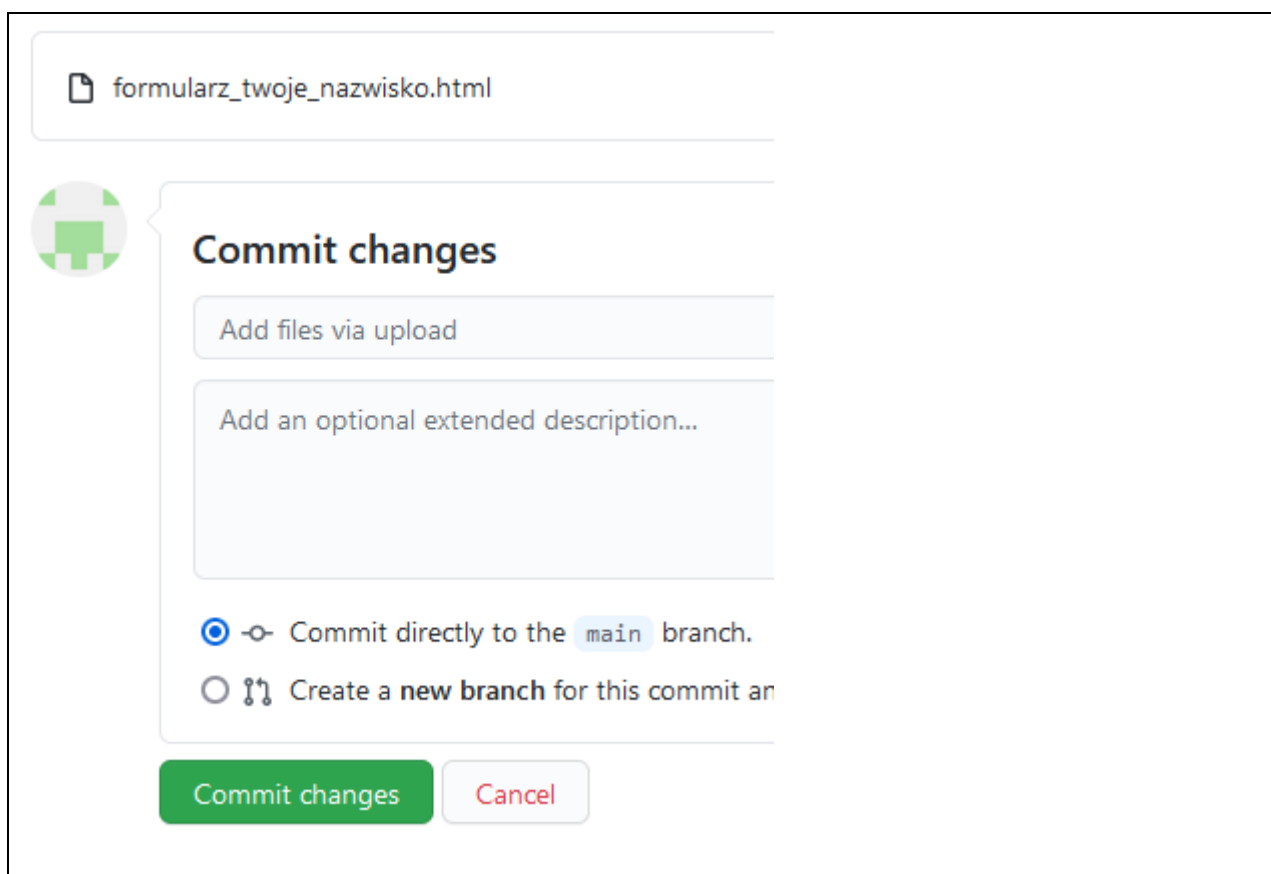 formularz_twoje_nazwisko.html
Commit changes
Add files via upload
Add an optional extended description...
Commit directly to the main branch.
Create a new branch for this commit an
Commit changes
Cancel